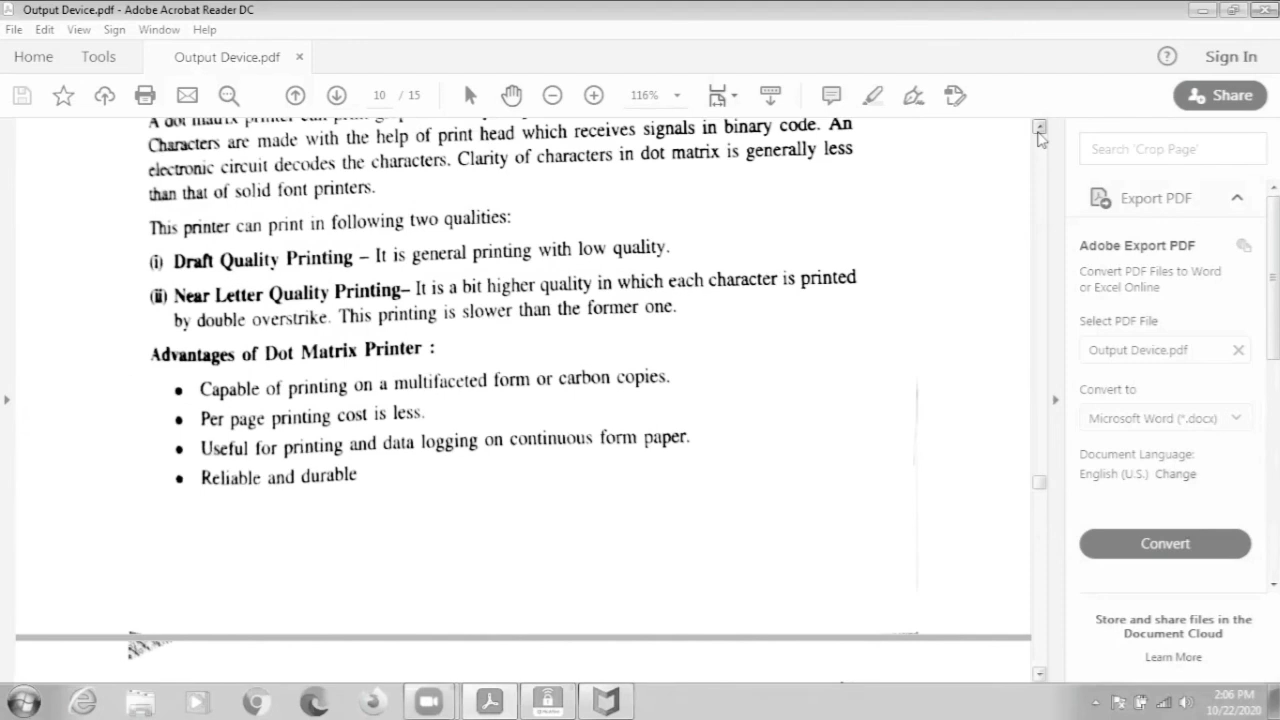 Output Device.pdf - Adobe Acrobat Reader DC
File Edit View Sign Window Help
Home Tools Output Device.pdf ×
Sign In
10 / 15
116%
Share
A dot matrix printer can
Characters are made with the help of print head which receives signals in binary code. An
electronic circuit decodes the characters. Clarity of characters in dot matrix is generally less
than that of solid font printers.
This printer can print in following two qualities:
(i) Draft Quality Printing – It is general printing with low quality.
(ii) Near Letter Quality Printing– It is a bit higher quality in which each character is printed
by double overstrike. This printing is slower than the former one.
Advantages of Dot Matrix Printer :
• Capable of printing on a multifaceted form or carbon copies.
• Per page printing cost is less.
• Useful for printing and data logging on continuous form paper.
• Reliable and durable
Search 'Crop Page'
Export PDF
Adobe Export PDF
Convert PDF Files to Word
or Excel Online
Select PDF File
Output Device.pdf
Convert to
Microsoft Word (*.docx)
Document Language:
English (U.S.) Change
Convert
Store and share files in the
Document Cloud
Learn More
2:06 PM
10/22/2020